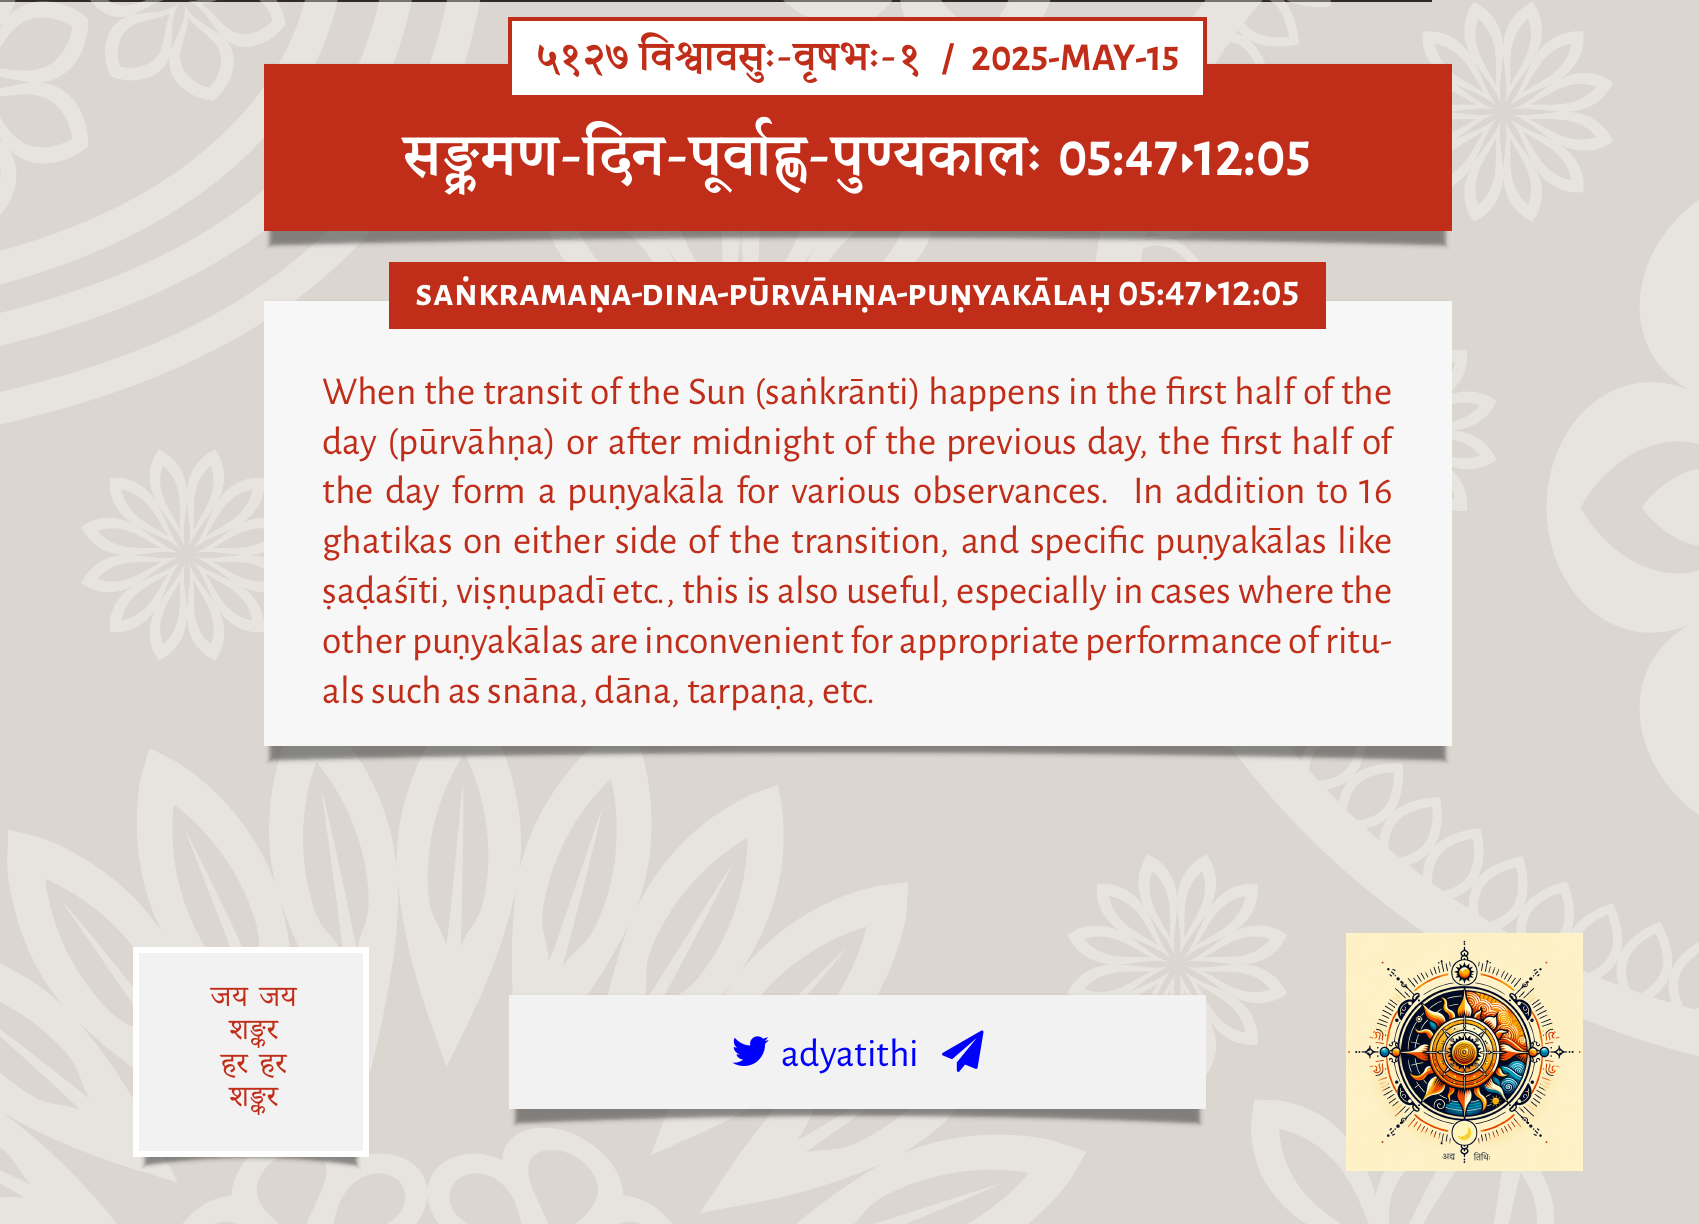 ५१२७ विश्वावसुः-वृषभः-१ / 2025-MAY-15
सङ्क्रमण-दिन-पूर्वाह्ण-पुण्यकालः 05:47▸12:05
SAṄKRAMAṆA-DINA-PŪRVĀHṆA-PUṆYAKĀLAḤ 05:47▸12:05
When the transit of the Sun (saṅkrānti) happens in the first half of the
day (pūrvāhṇa) or after midnight of the previous day, the first half of
the day form a puṇyakāla for various observances. In addition to 16
ghatikas on either side of the transition, and specific puṇyakālas like
ṣaḍaśīti, viṣṇupadī etc., this is also useful, especially in cases where the
other puṇyakālas are inconvenient for appropriate performance of ritu-
als such as snāna, dāna, tarpaṇa, etc.
जय जय
शङ्कर
हर हर
शङ्कर
adyatithi
अद्य तिथिः